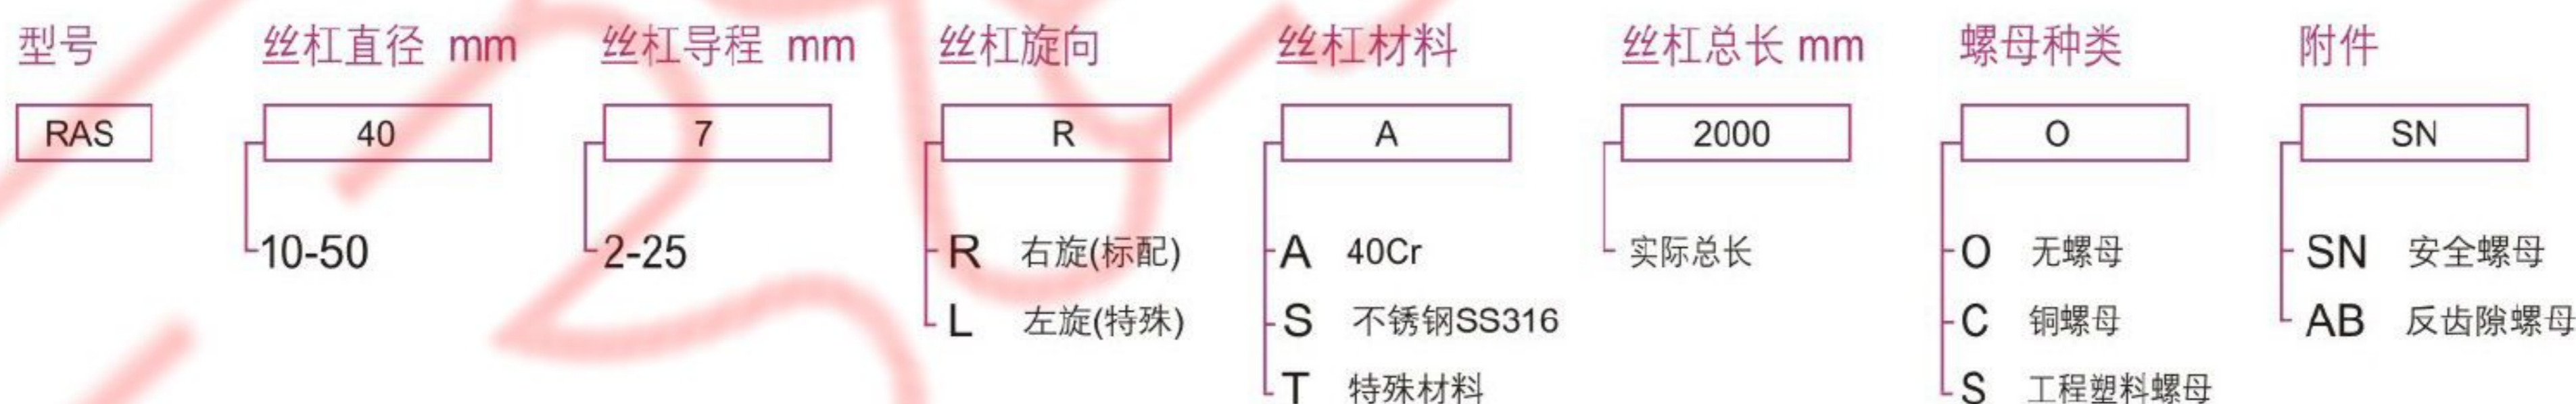 型号 丝杠直径 mm 丝杠导程 mm 丝杠旋向 丝杠材料 丝杠总长 mm 螺母种类 附件
RAS 40 7 R A 2000 O SN
10-50 2-25 R 右旋(标配) A 40Cr 实际总长 O 无螺母 SN 安全螺母
L 左旋(特殊) S 不锈钢SS316 C 铜螺母 AB 反齿隙螺母
T 特殊材料 S 工程塑料螺母